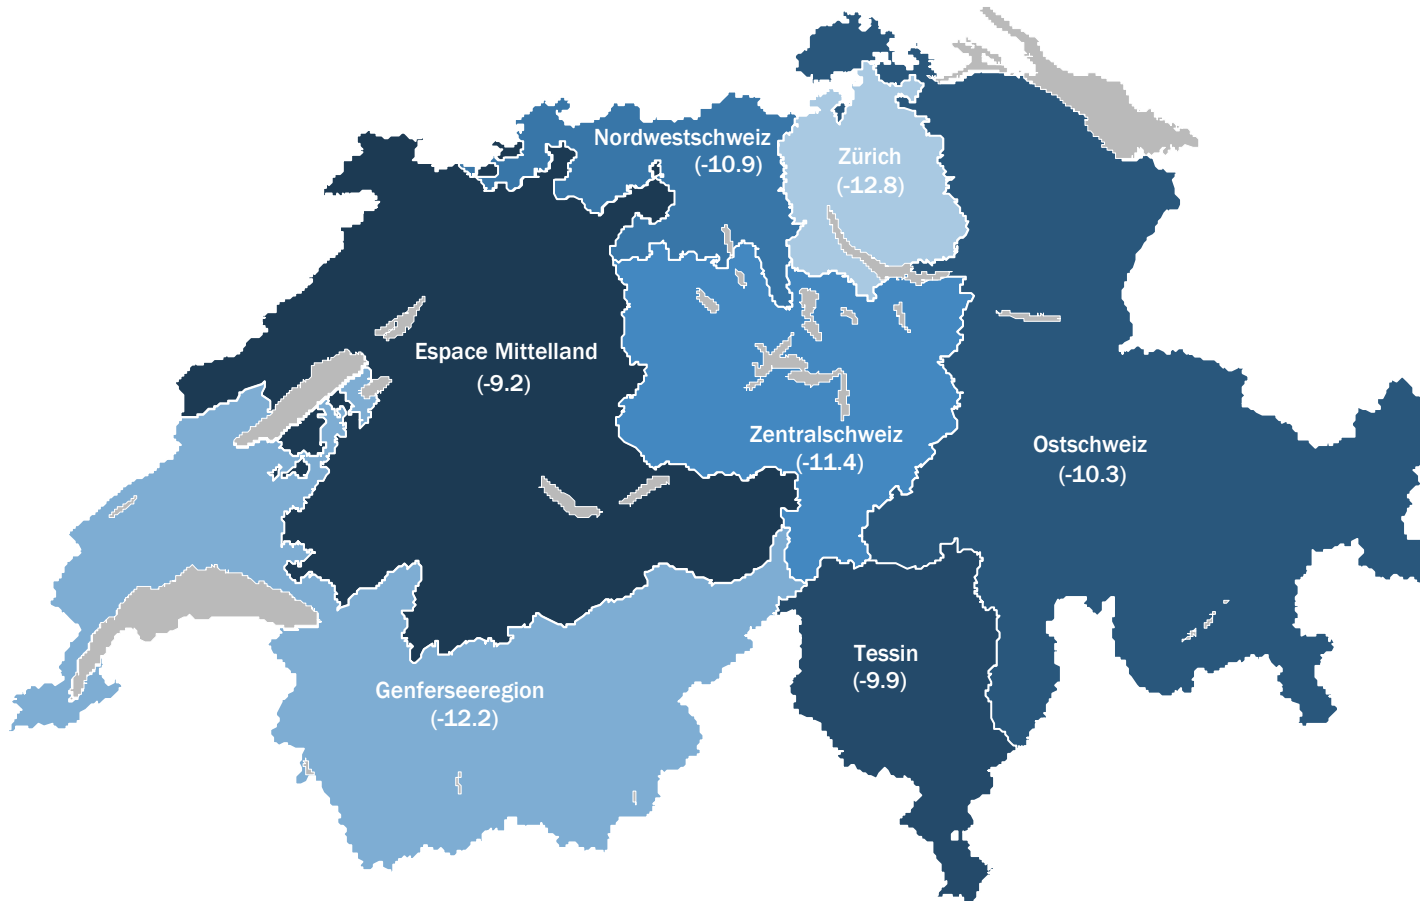 Nordwestschweiz
(-10.9)
Zürich
(-12.8)
Espace Mittelland
(-9.2)
Zentralschweiz
(-11.4)
Ostschweiz
(-10.3)
Tessin
(-9.9)
Genferseeregion
(-12.2)